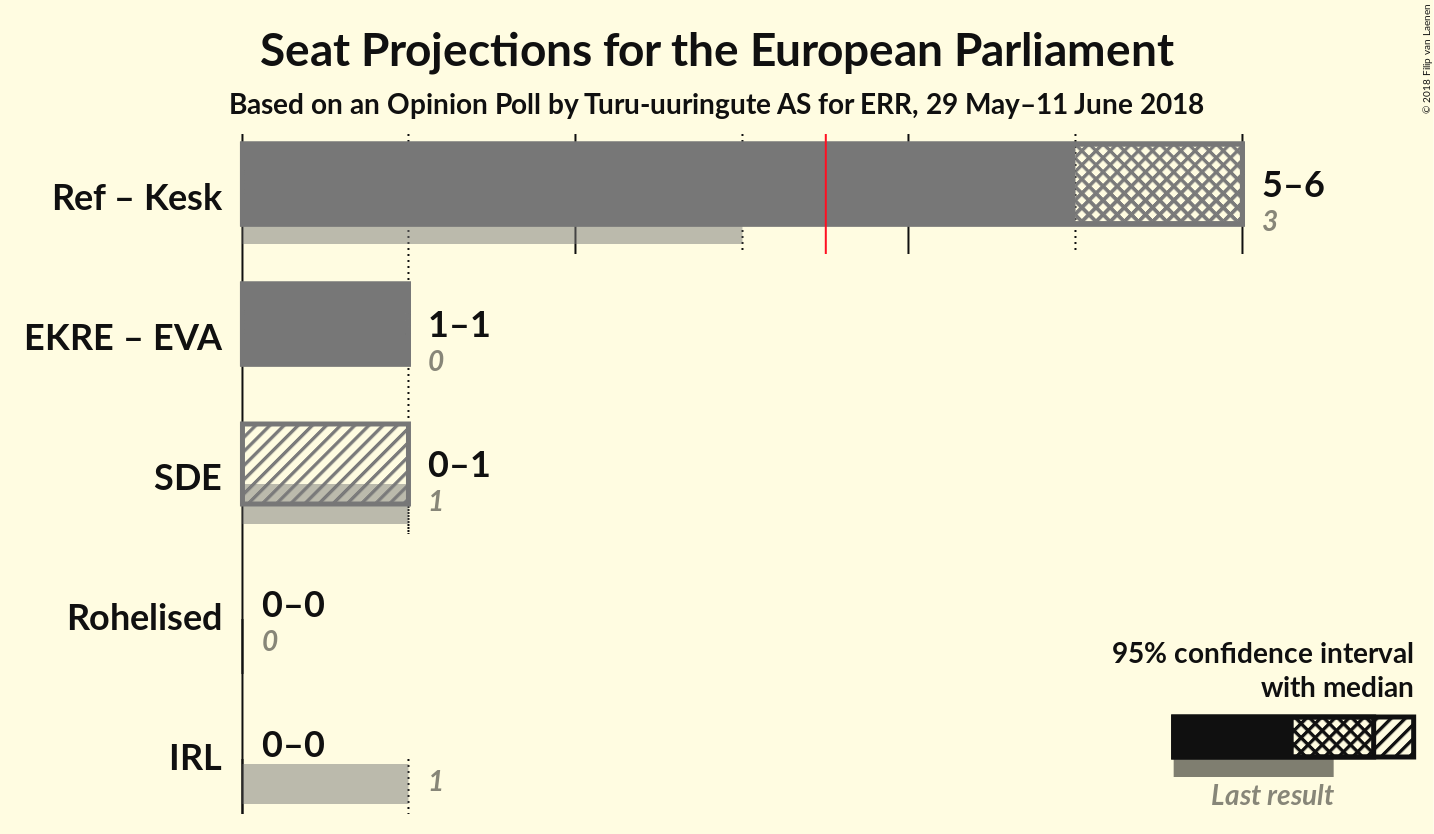 Seat Projections for the European Parliament
Based on an Opinion Poll by Turu-uuringute AS for ERR, 29 May–11 June 2018
© 2018 Filip van Laenen
Ref – Kesk
5–6
3
EKRE – EVA
1–1
0
SDE
0–1
1
Rohelised
0–0
0
IRL
0–0
1
95% confidence interval
with median
Last result